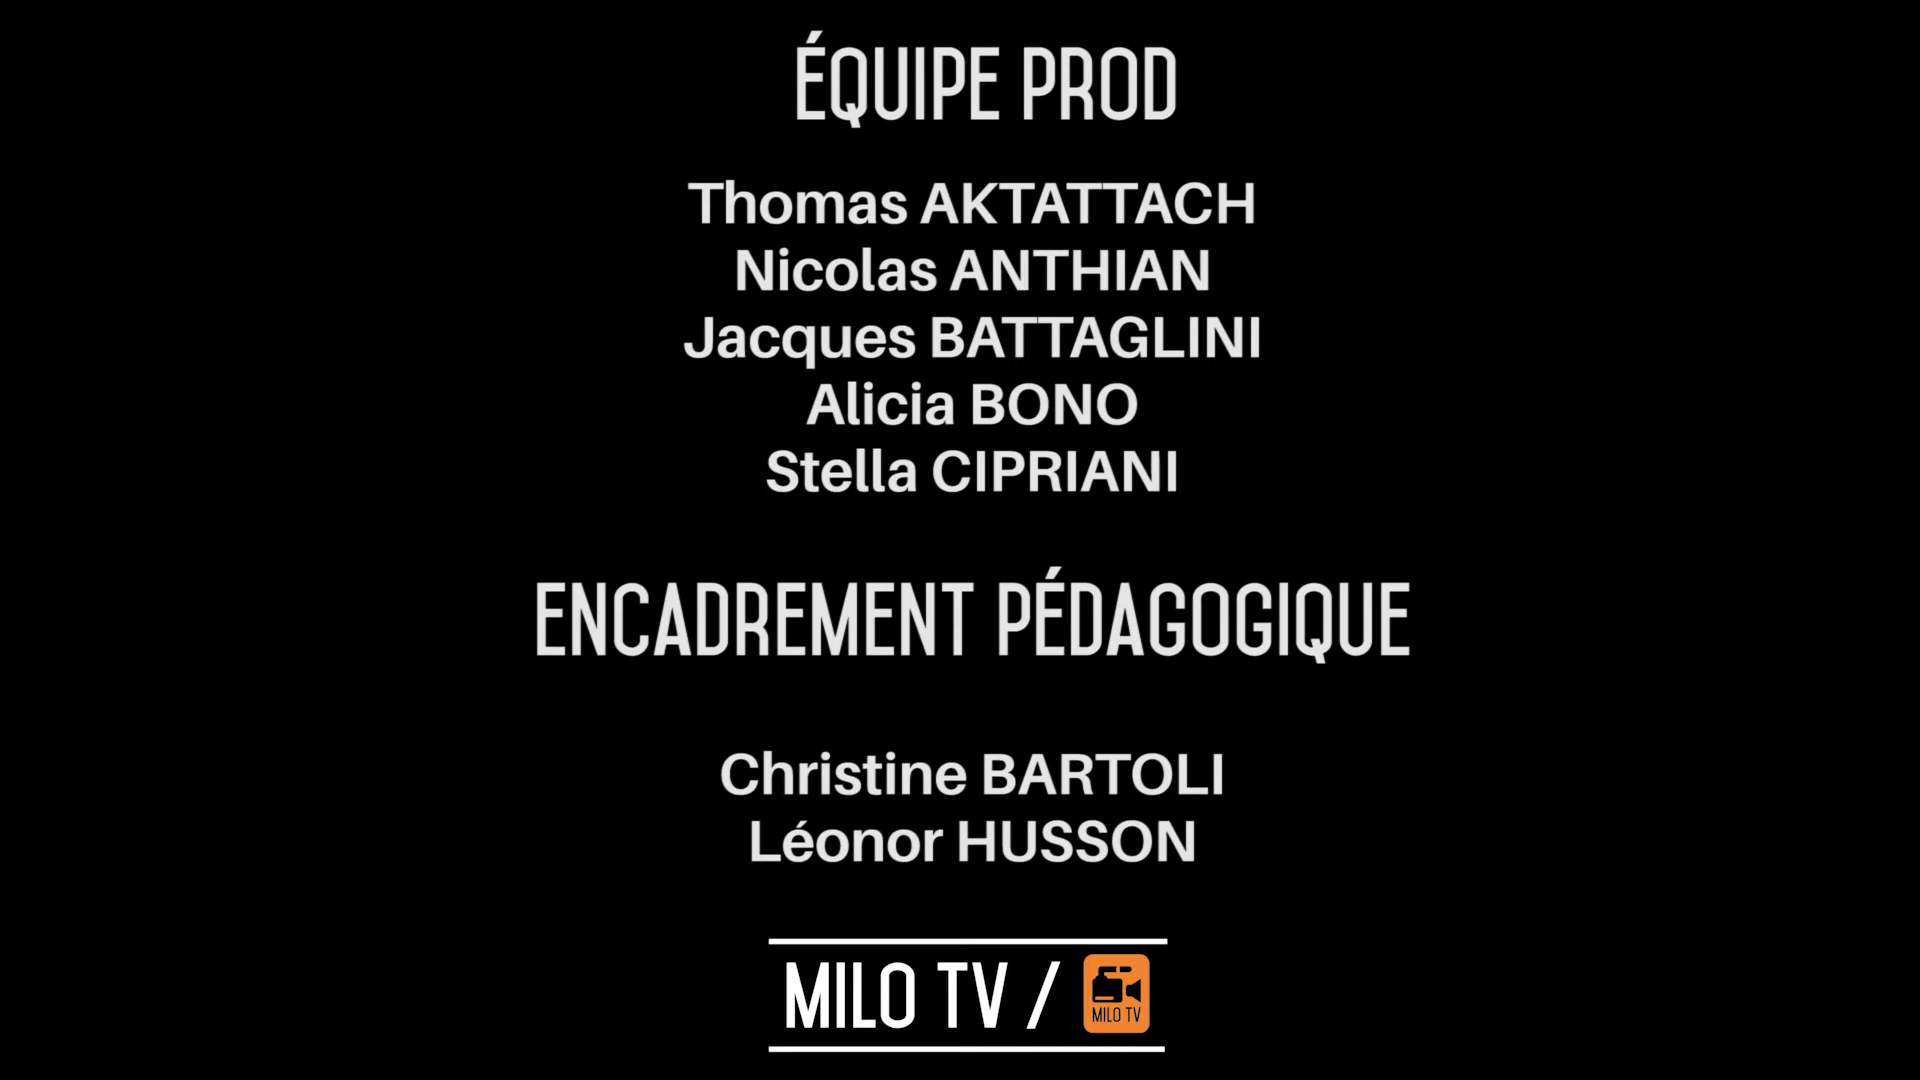 ÉQUIPE PROD
Thomas AKTATTACH
Nicolas ANTHIAN
Jacques BATTAGLINI
Alicia BONO
Stella CIPRIANI
ENCADREMENT PÉDAGOGIQUE
Christine BARTOLI
Léonor HUSSON
MILO TV /
MILO TV